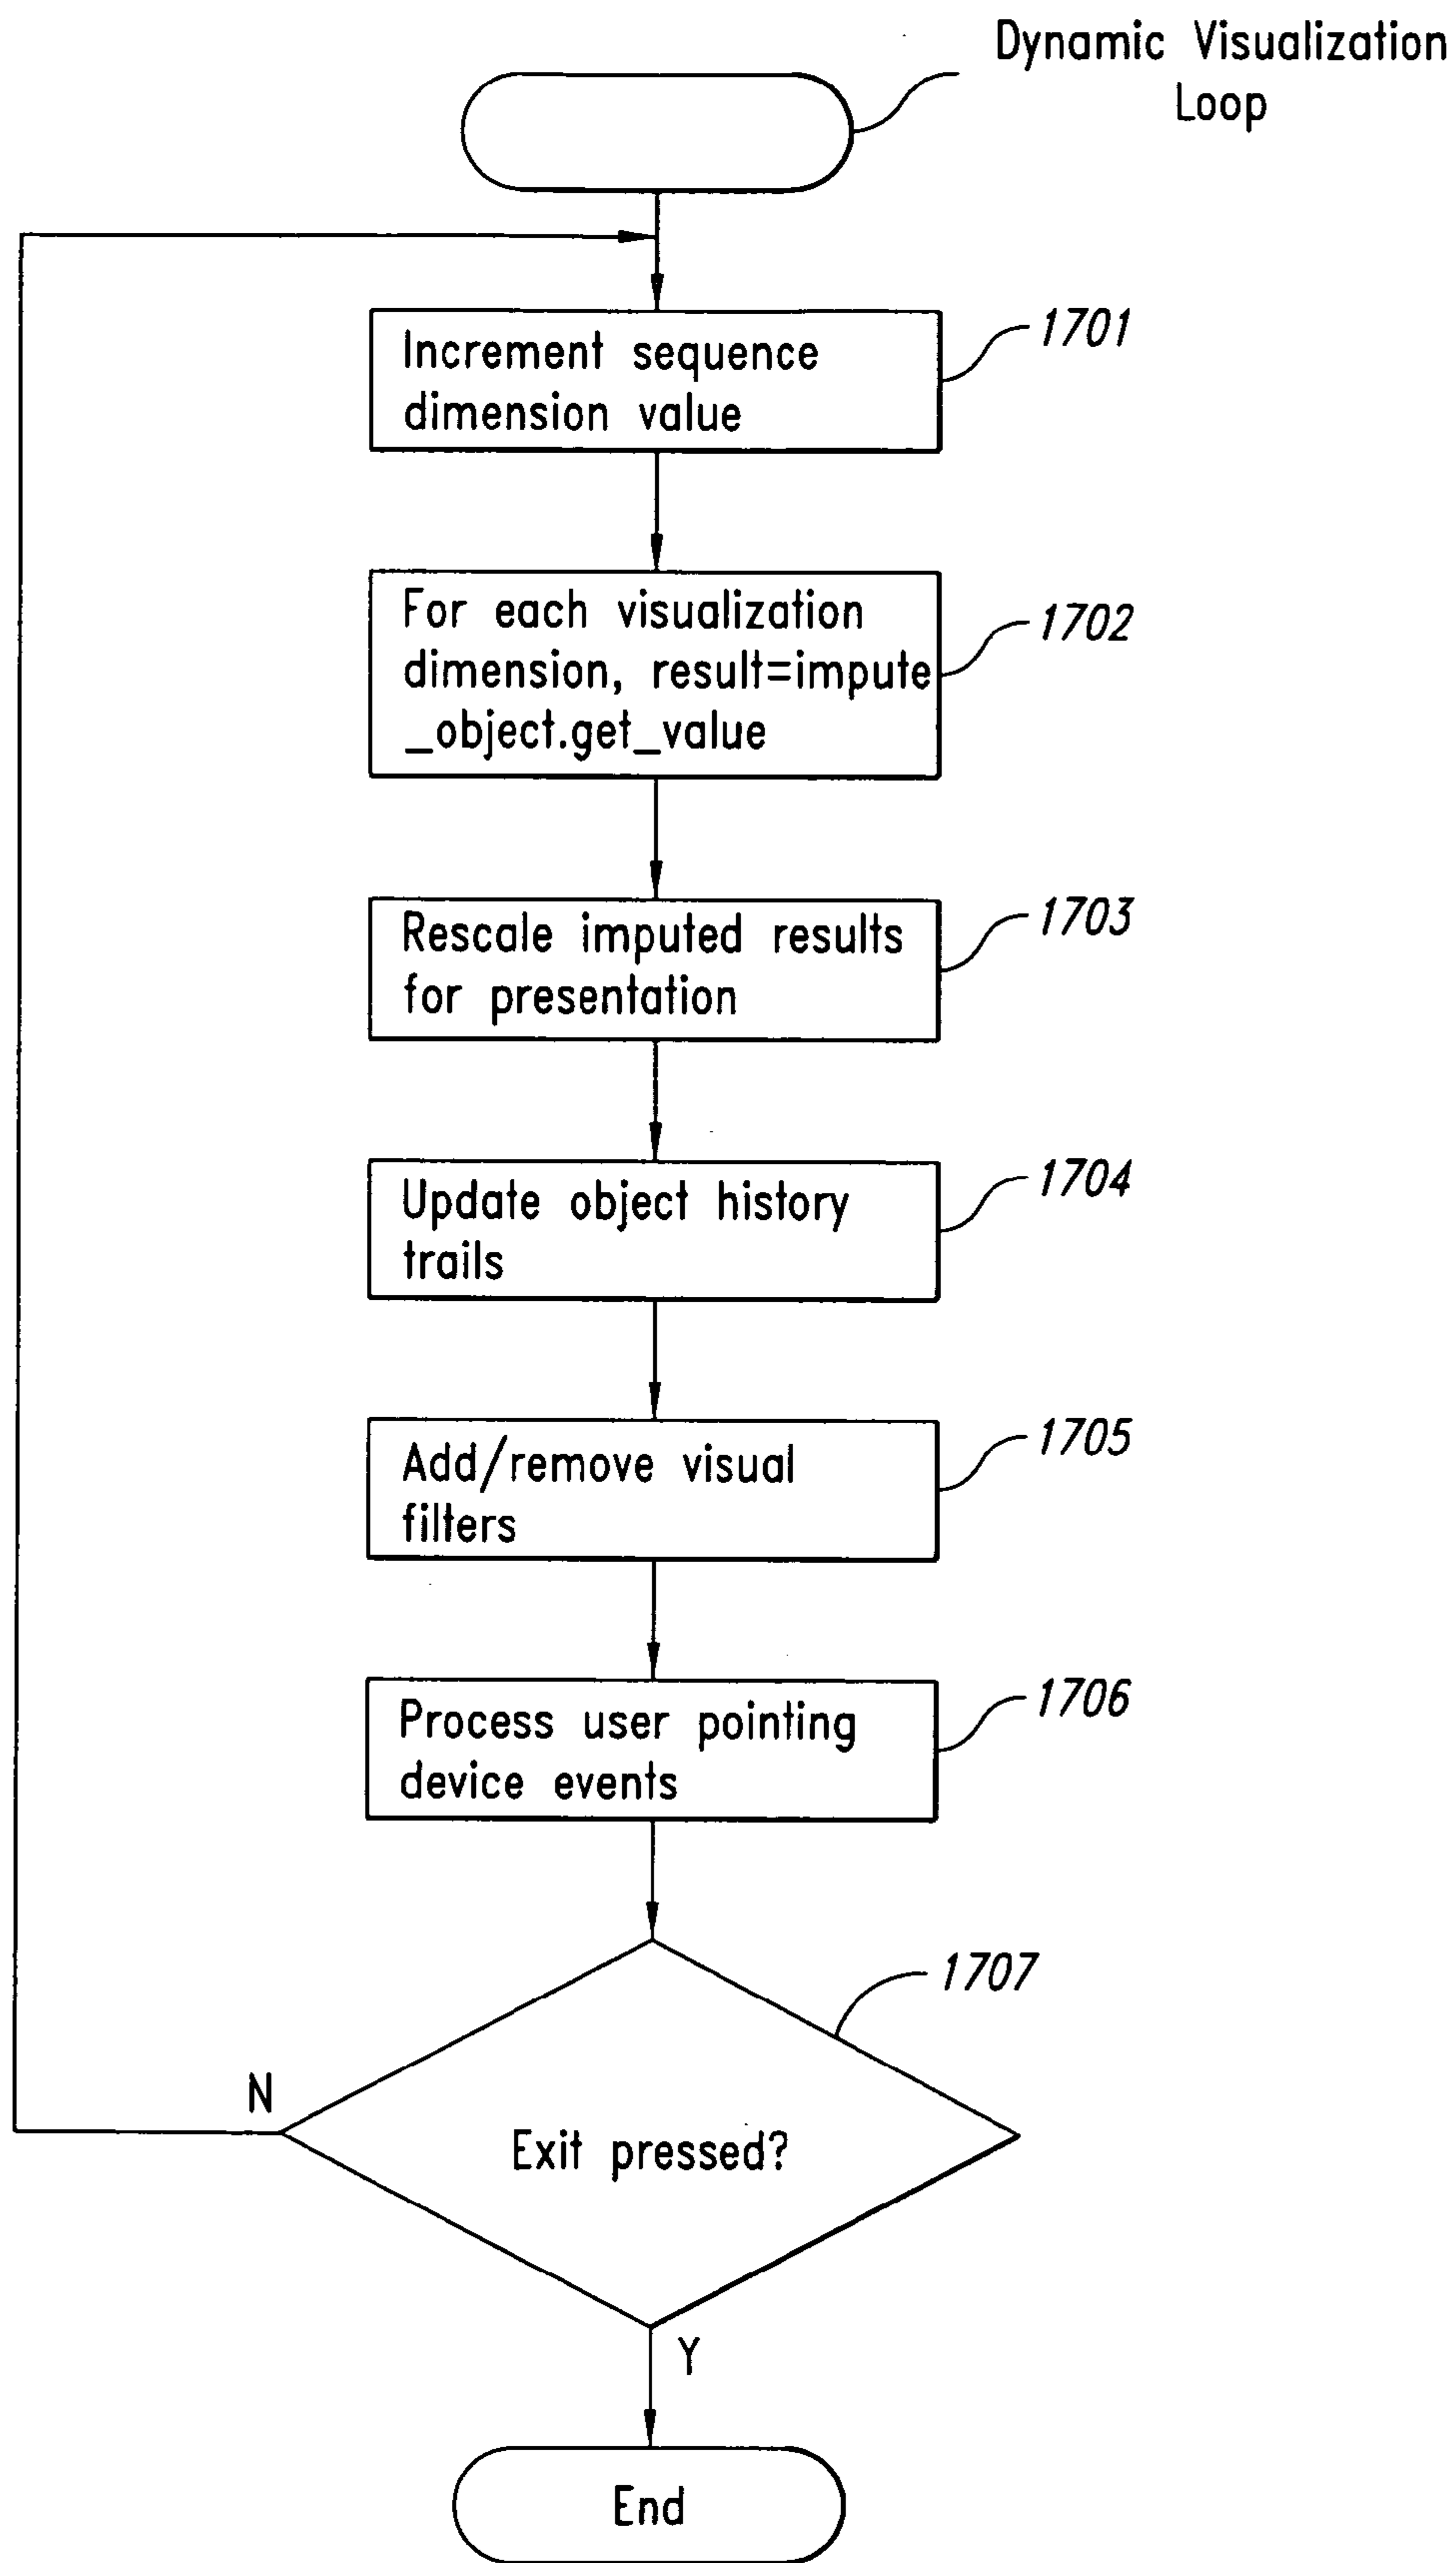 Dynamic Visualization
Loop
Increment sequence
dimension value
1701
For each visualization
dimension, result=impute
_object.get_value
1702
Rescale imputed results
for presentation
1703
Update object history
trails
1704
Add/remove visual
filters
1705
Process user pointing
device events
1706
1707
N
Exit pressed?
Y
End